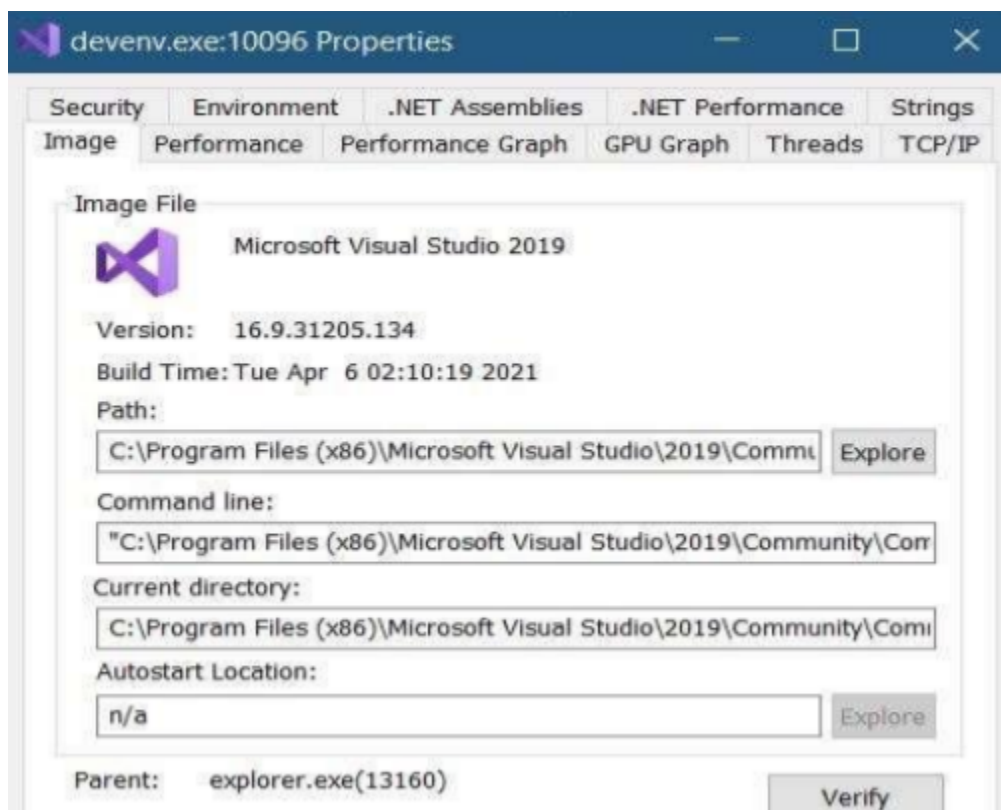 devenv.exe:10096 Properties
Security Environment .NET Assemblies .NET Performance Strings
Image Performance Performance Graph GPU Graph Threads TCP/IP
Image File
Microsoft Visual Studio 2019
Version: 16.9.31205.134
Build Time: Tue Apr 6 02:10:19 2021
Path:
C:\Program Files (x86)\Microsoft Visual Studio\2019\Commu Explore
Command line:
"C:\Program Files (x86)\Microsoft Visual Studio\2019\Community\Com
Current directory:
C:\Program Files (x86)\Microsoft Visual Studio\2019\Community\Com
Autostart Location:
n/a Explore
Parent: explorer.exe(13160)
Verify